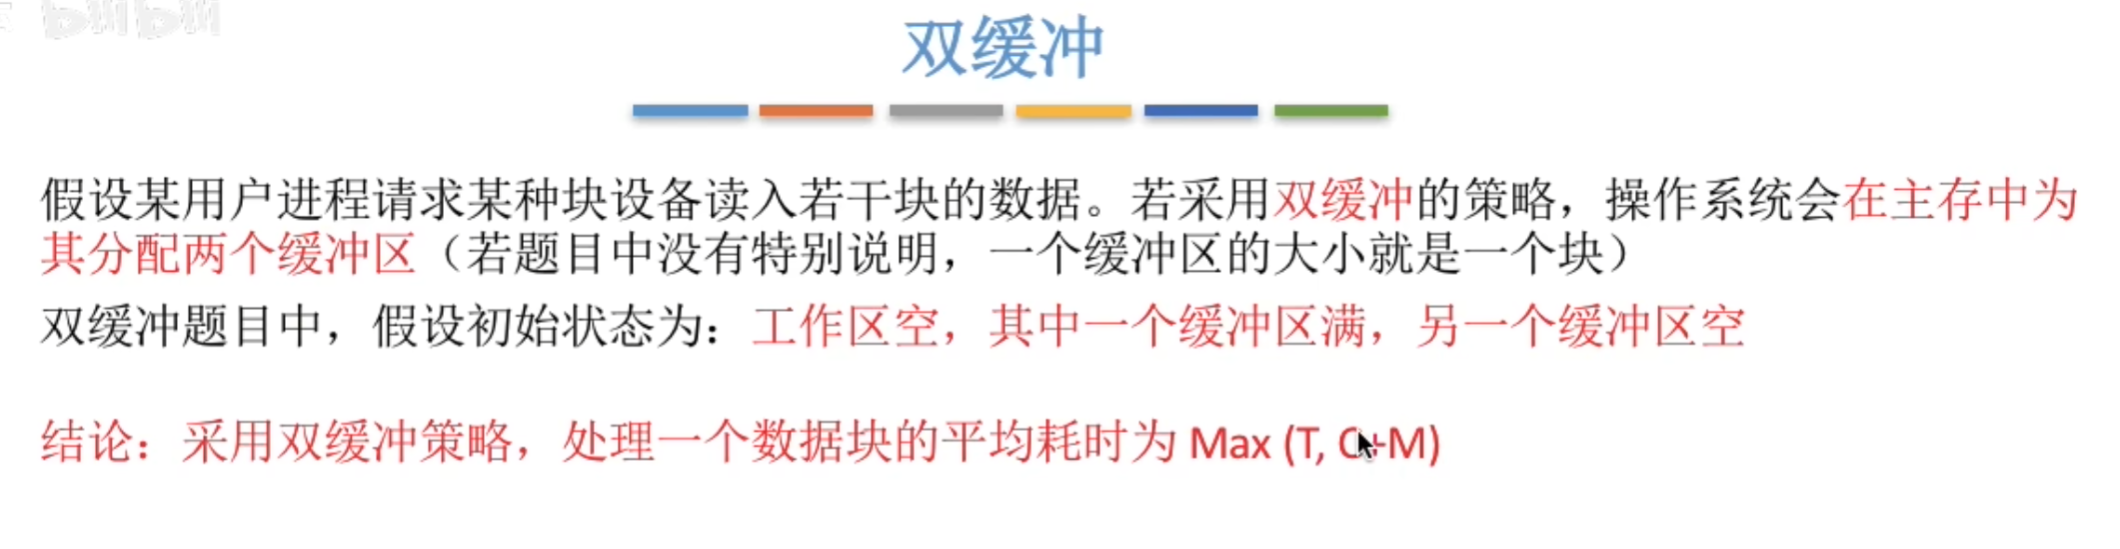 bilibili
双缓冲
假设某用户进程请求某种块设备读入若干块的数据。若采用双缓冲的策略，操作系统会在主存中为
其分配两个缓冲区（若题目中没有特别说明，一个缓冲区的大小就是一个块）
双缓冲题目中，假设初始状态为：工作区空，其中一个缓冲区满，另一个缓冲区空
结论：采用双缓冲策略，处理一个数据块的平均耗时为 Max (T, C+M)